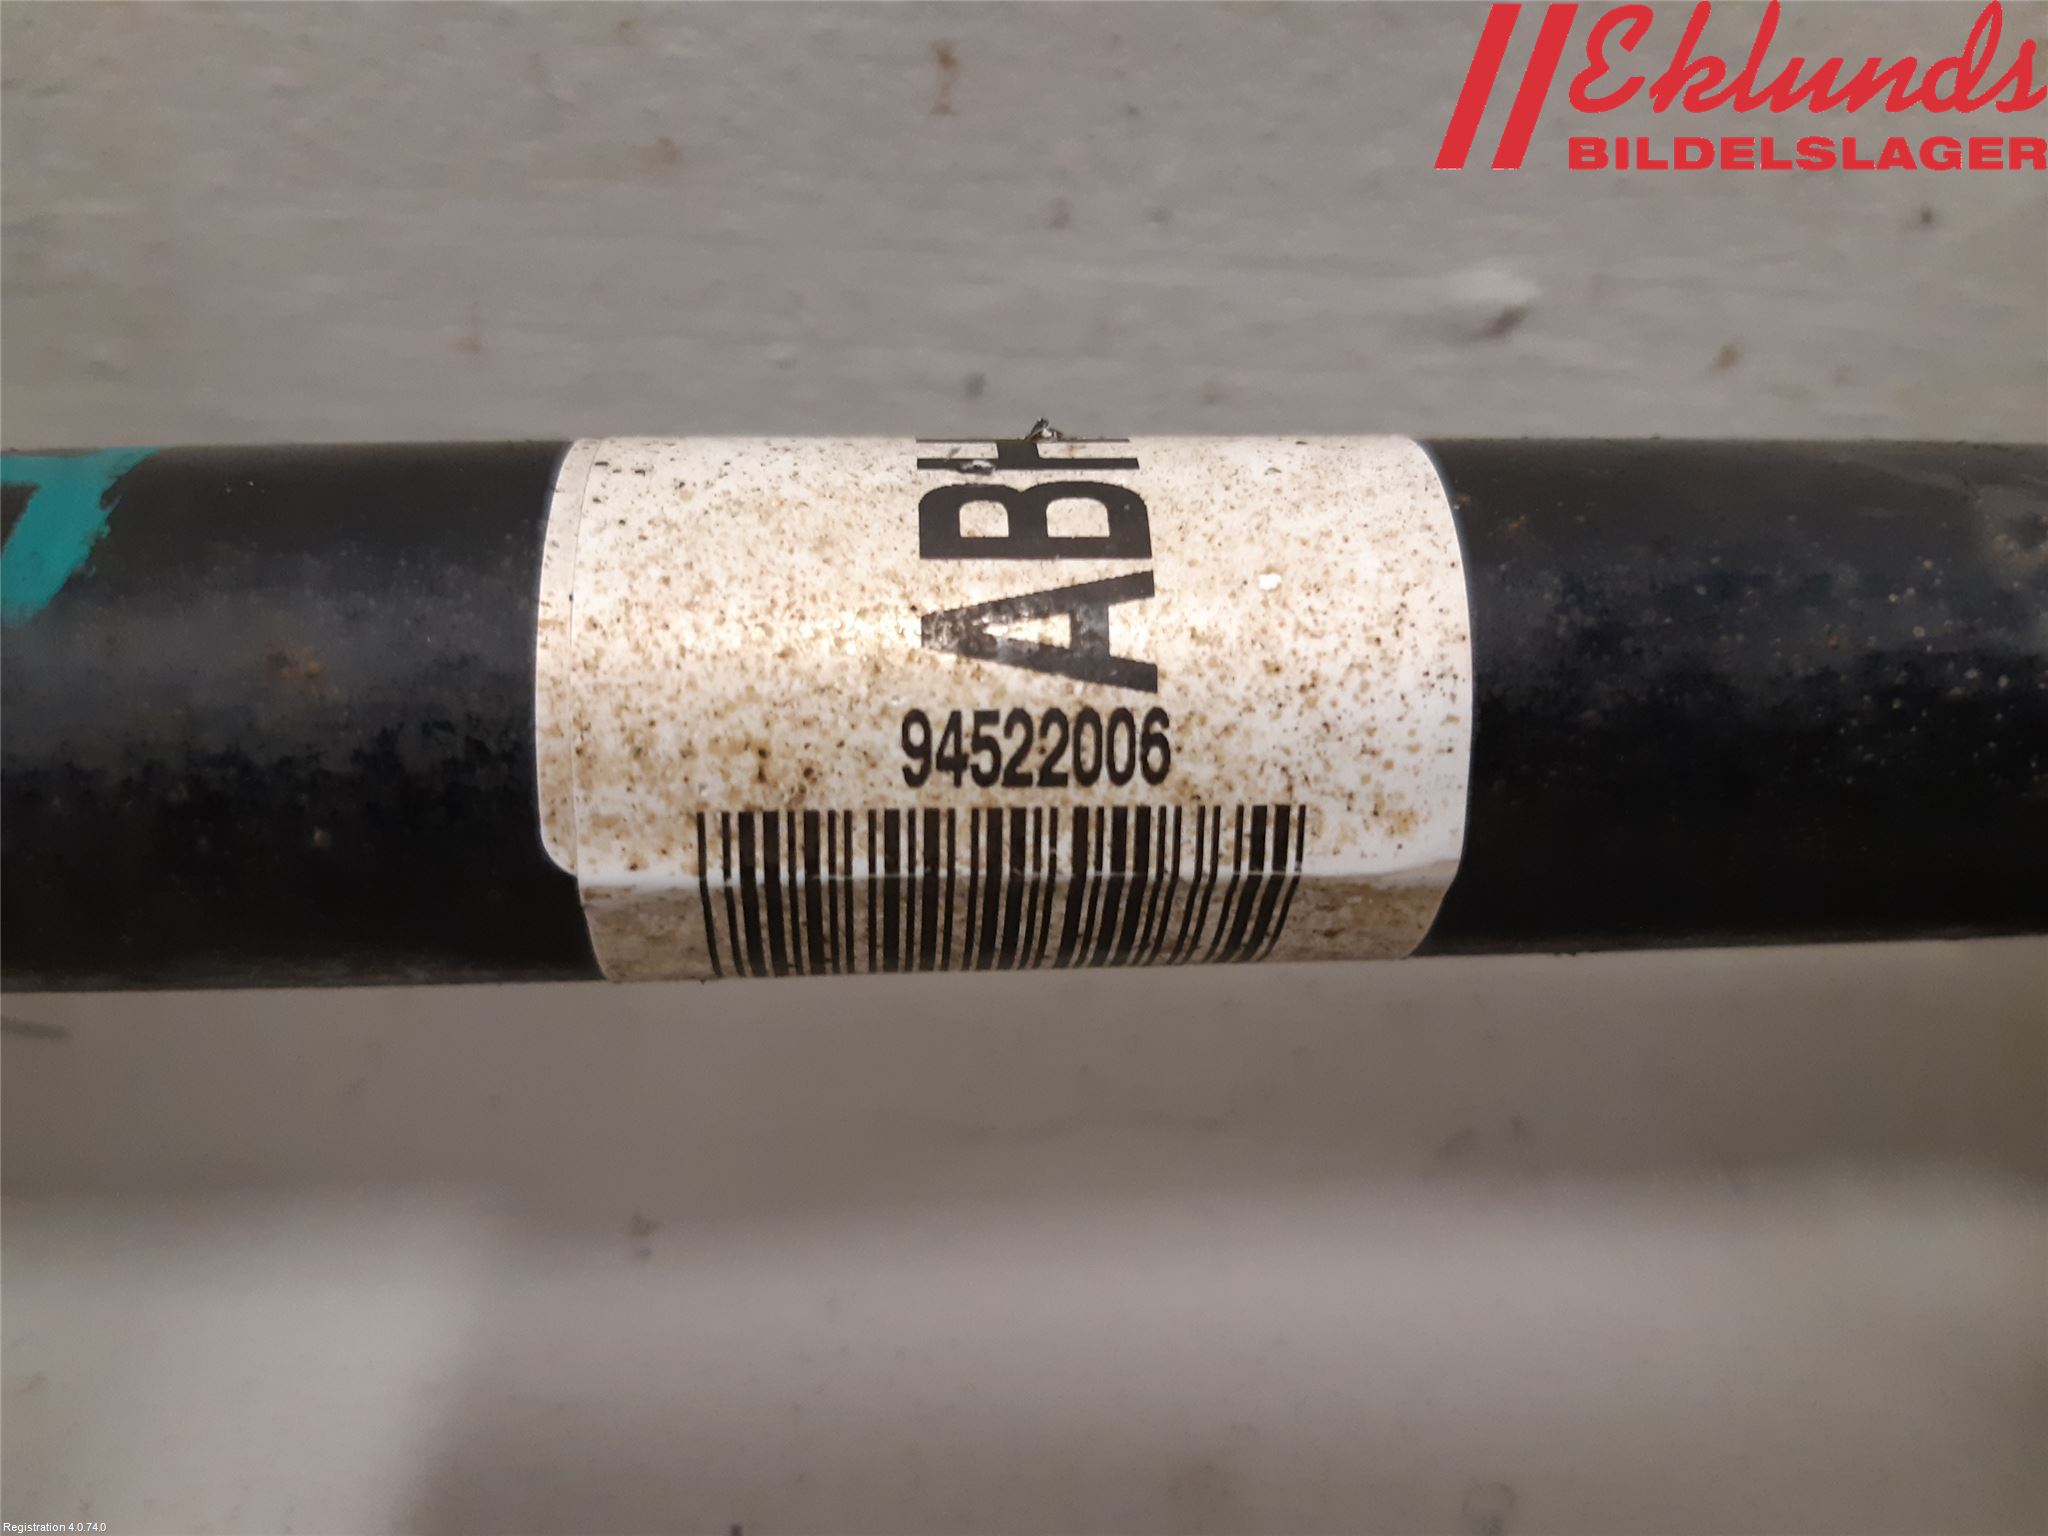 Eklunds
BILDELSLAGER
AB
94522006
Registration 4.0.74.0